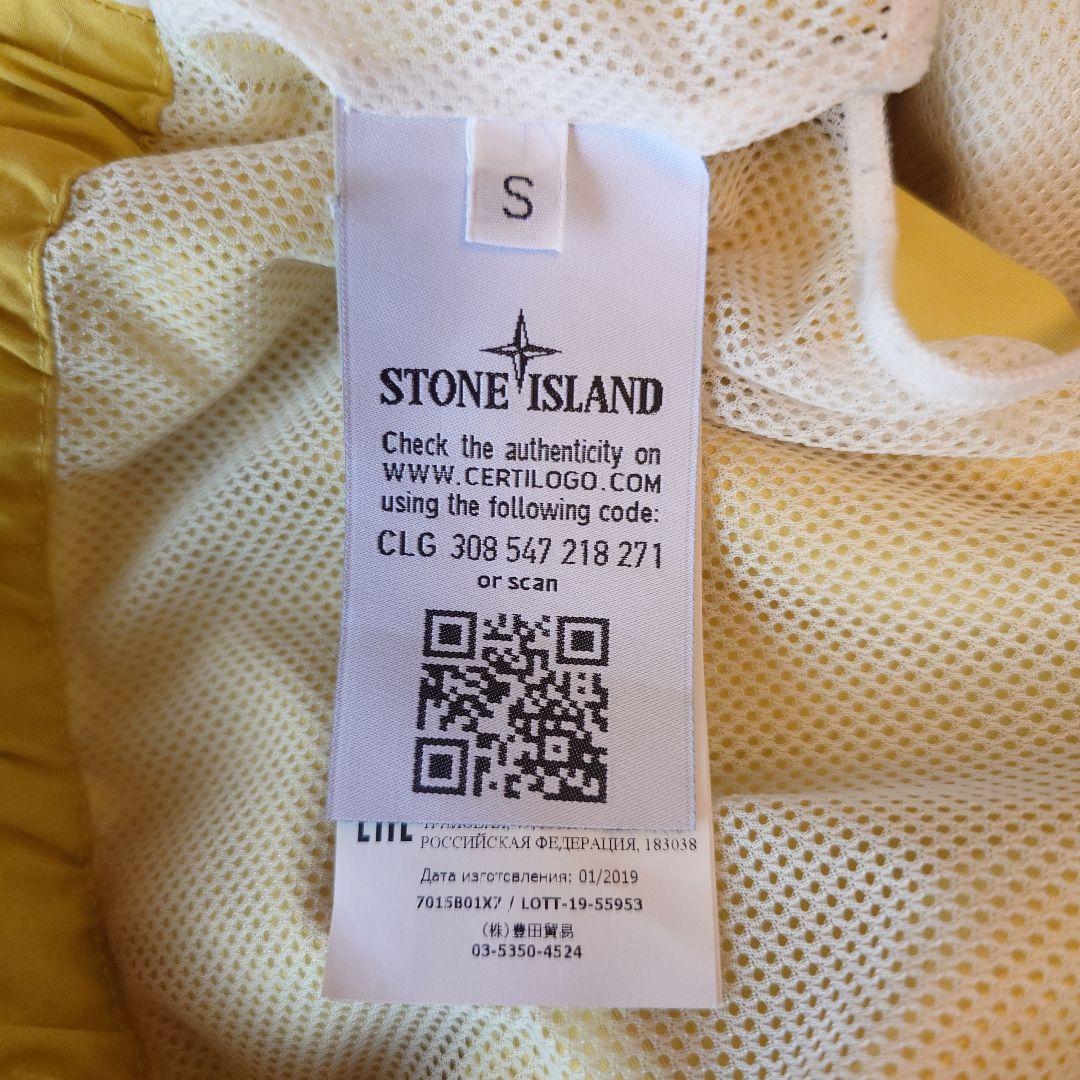 S
STONE ISLAND
Check the authenticity on
WWW.CERTILOGO.COM
using the following code:
CLG 308 547 218 271
or scan
РОССИЙСКАЯ ФЕДЕРАЦИЯ, 183038
Дата изготовления: 01/2019
7015B01X7 / LOTT-19-55953
(株)豊田貿易
03-5350-4524